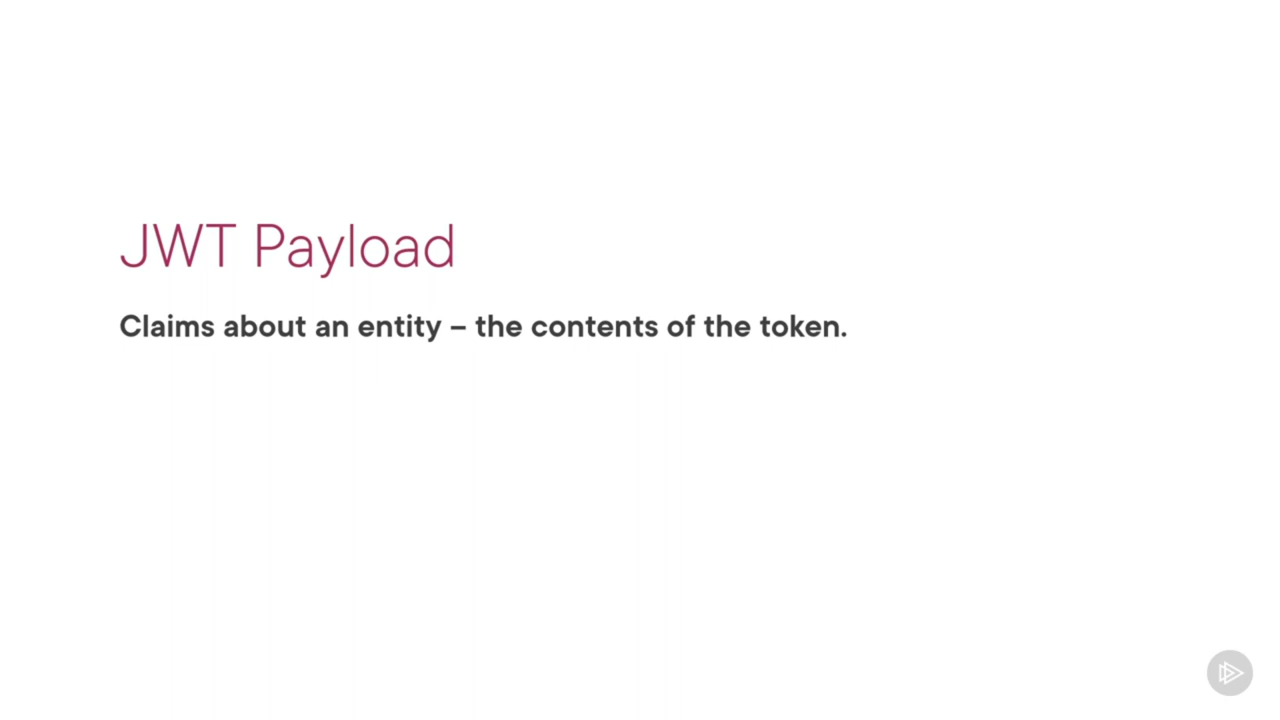 JWT Payload
Claims about an entity – the contents of the token.